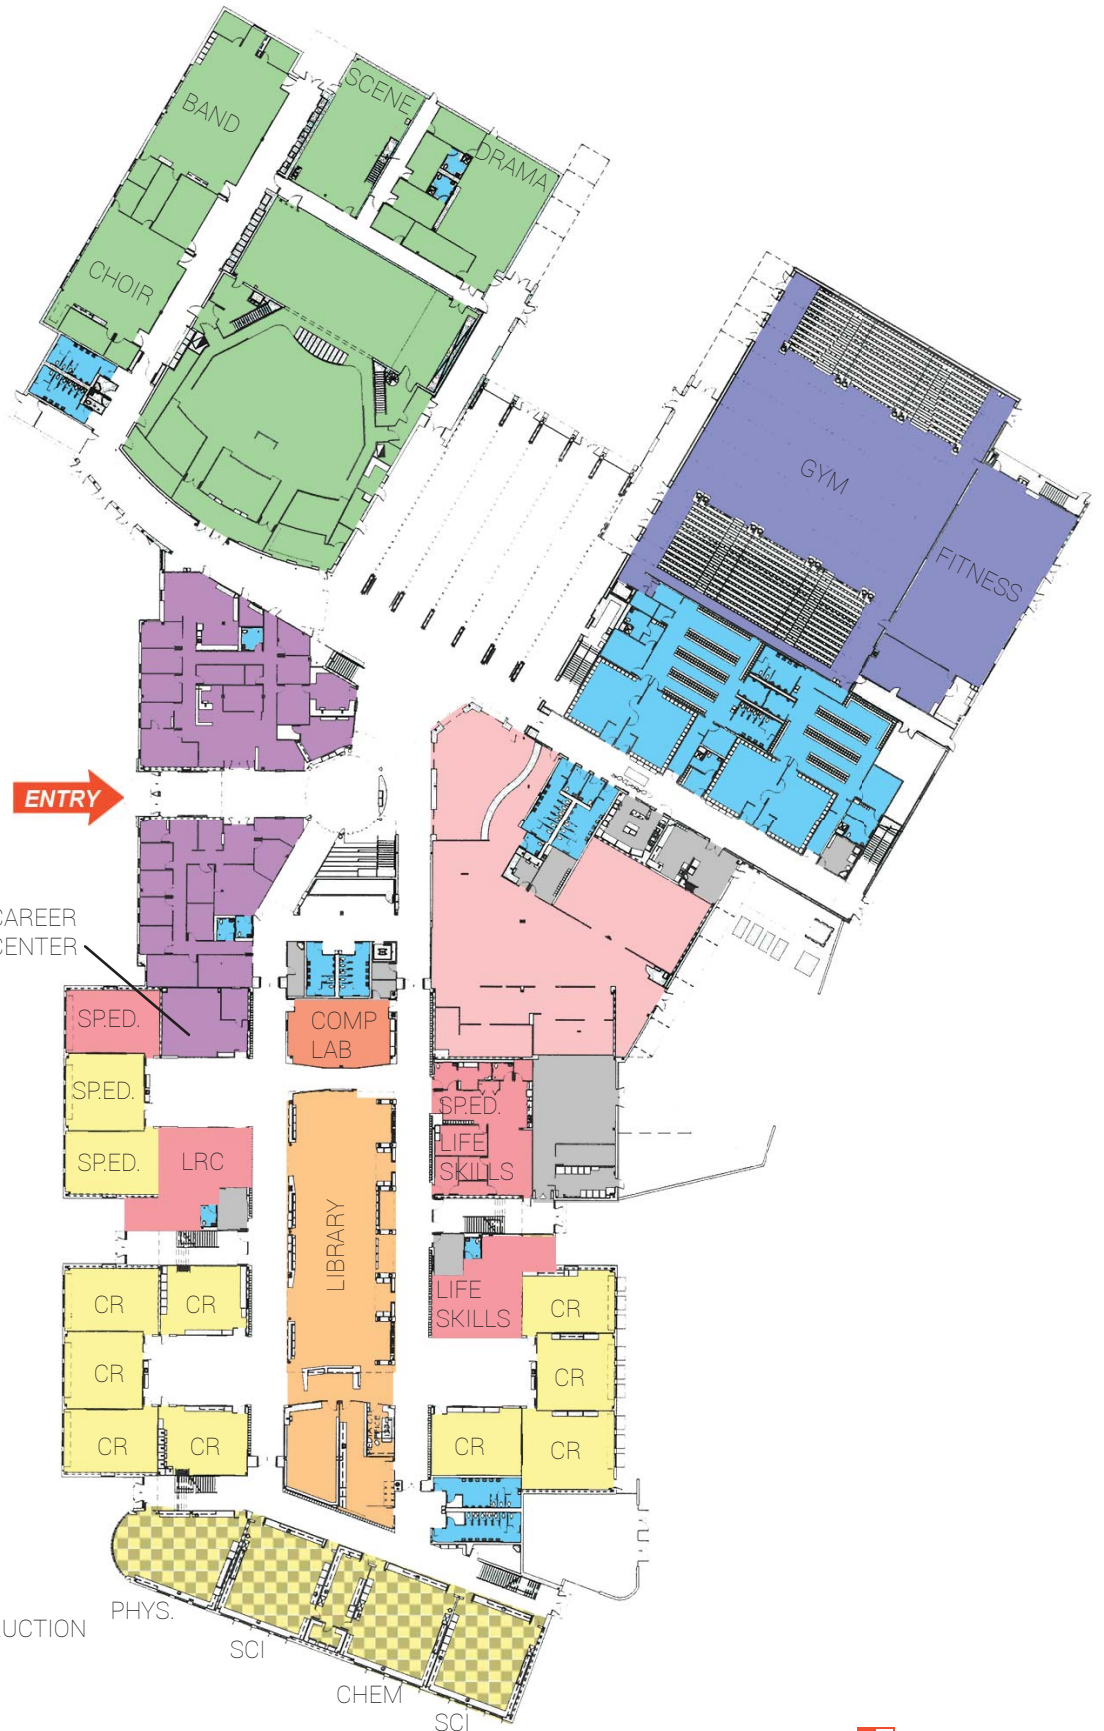 BAND
SCENE
DRAMA
CHOIR
GYM
FITNESS
ENTRY
CAREER
CENTER
SP.ED.
COMP
LAB
SP.ED.
SP.ED.
LIFE
SKILLS
SP.ED.
LRC
LIBRARY
LIFE
SKILLS
CR
CR
CR
CR
CR
CR
CR
CR
CR
OFFICE
PHYS.
UCTION
SCI
CHEM
SCI